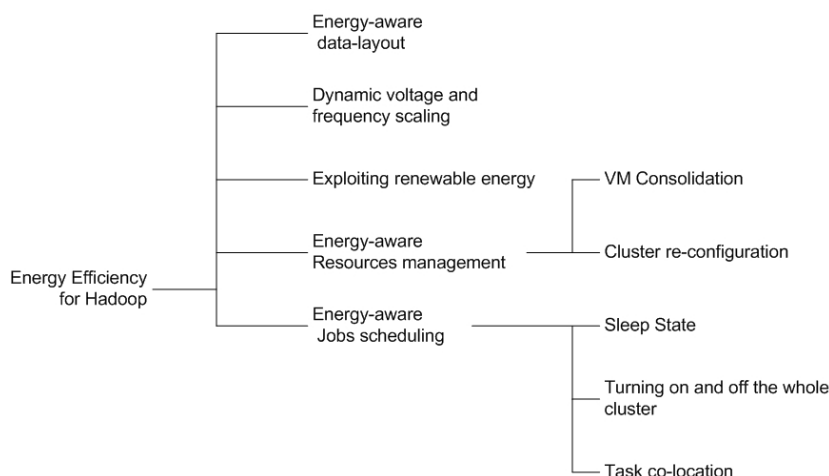 Energy-aware
data-layout
Dynamic voltage and
frequency scaling
Exploiting renewable energy
VM Consolidation
Energy-aware
Resources management
Cluster re-configuration
Energy Efficiency
for Hadoop
Energy-aware
Jobs scheduling
Sleep State
Turning on and off the whole
cluster
Task co-location